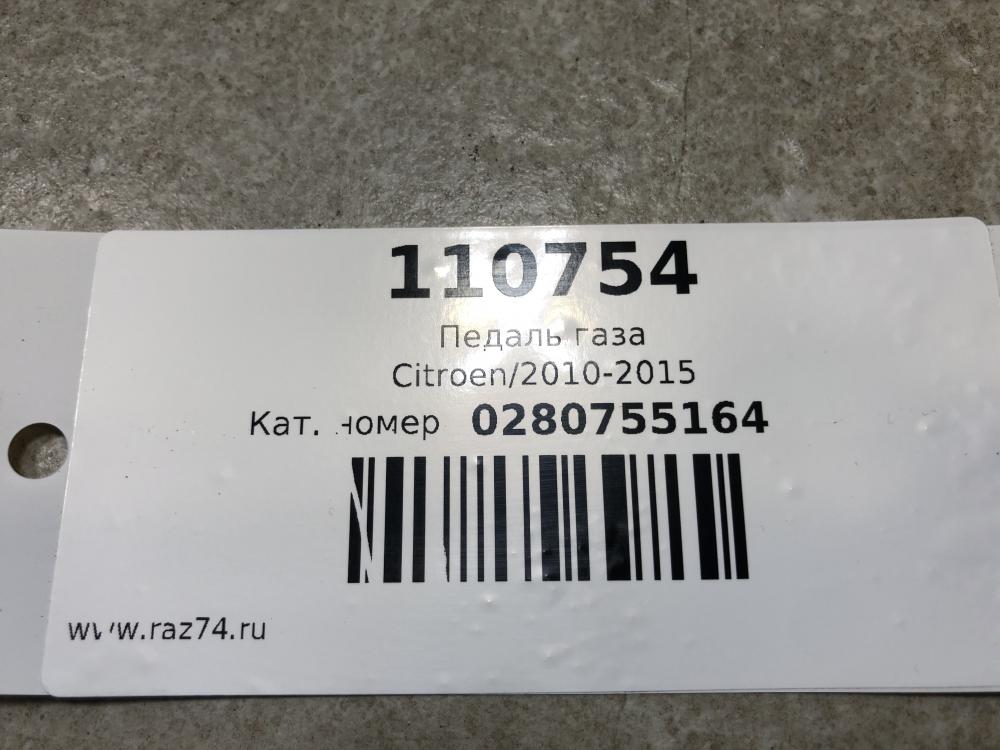 110754
Педаль газа
Citroen/2010-2015
Кат. номер 0280755164
www.raz74.ru